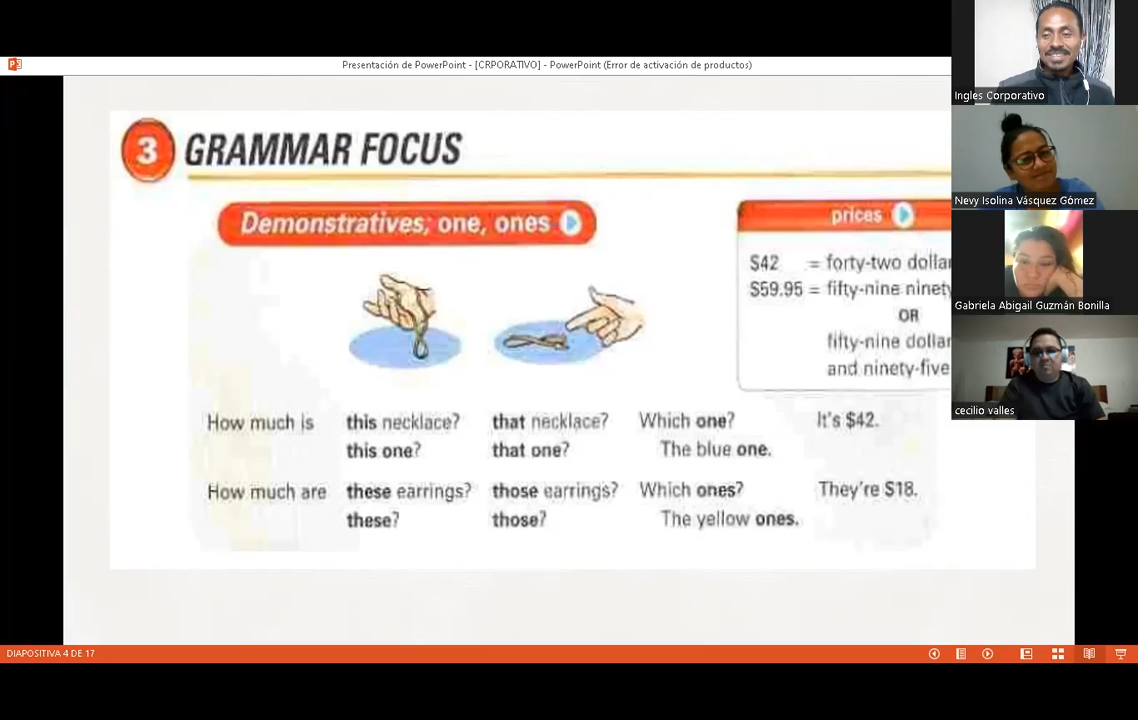 Presentación de PowerPoint - [CRPORATIVO] - PowerPoint (Error de activación de productos)
3 GRAMMAR FOCUS
Demonstratives; one, ones
prices
$42 = forty-two dollar
$59.95 = fifty-nine ninety
OR
fifty-nine dollar
and ninety-five
How much is this necklace? that necklace? Which one? It's $42.
this one? that one? The blue one.
How much are these earrings? those earrings? Which ones? They're $18.
these? those? The yellow ones.
Ingles Corporativo
Nevy Isolina Vásquez Gómez
Gabriela Abigail Guzmán Bonilla
cecilio valles
DIAPOSITIVA 4 DE 17